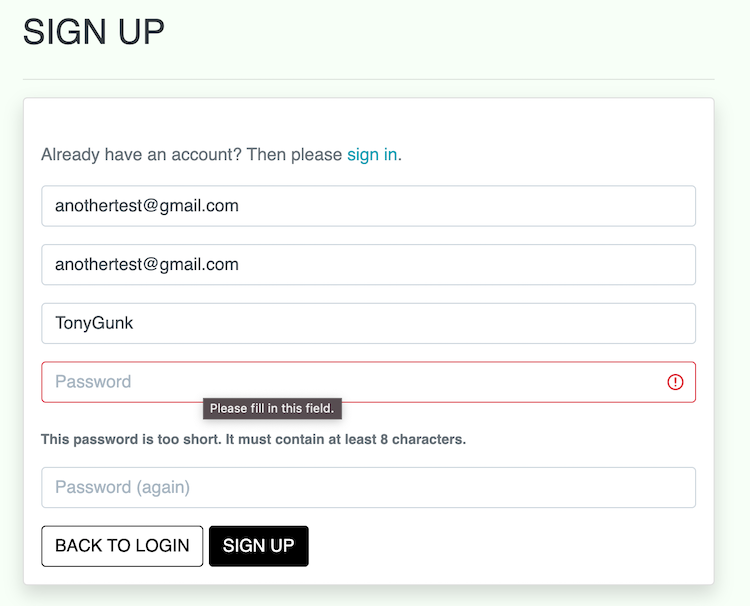 SIGN UP
Already have an account? Then please sign in.
anothertest@gmail.com
anothertest@gmail.com
TonyGunk
Password
Please fill in this field.
This password is too short. It must contain at least 8 characters.
Password (again)
BACK TO LOGIN SIGN UP